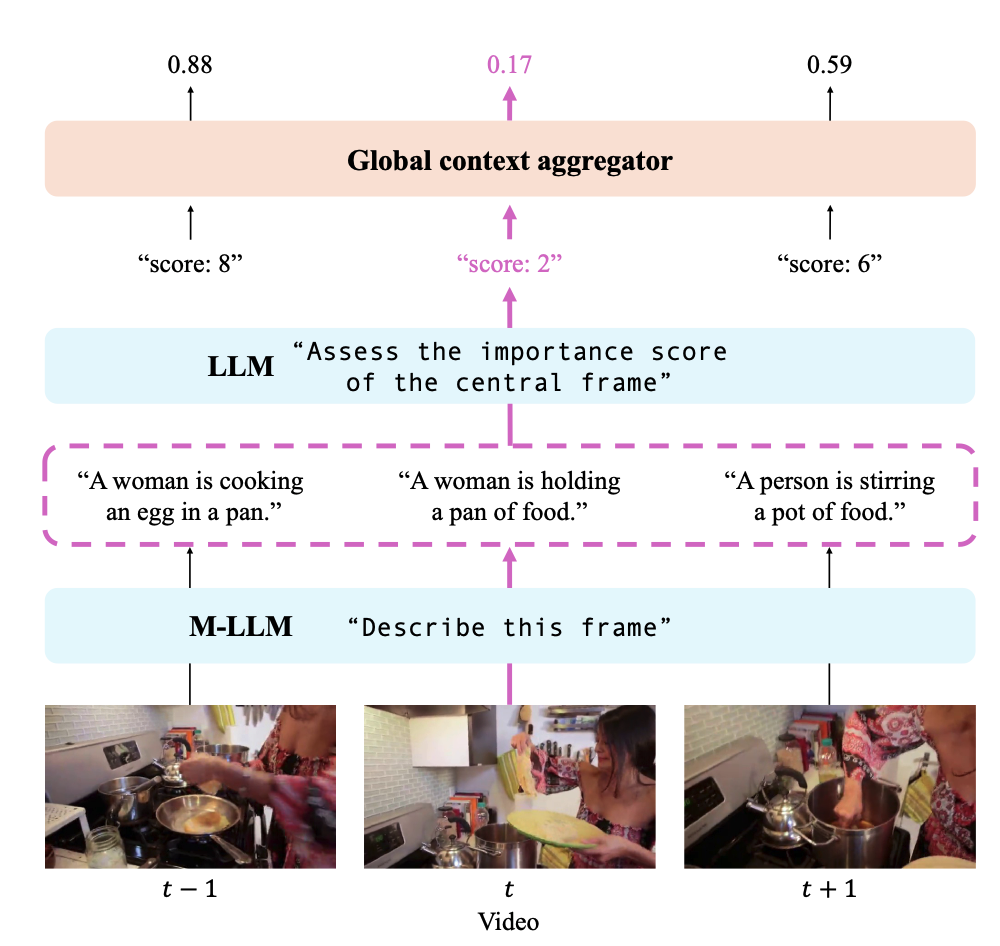 0.88 0.17 0.59
Global context aggregator
“score: 8” “score: 2” “score: 6”
LLM “Assess the importance score
of the central frame”
“A woman is cooking “A woman is holding “A person is stirring
an egg in a pan.” a pan of food.” a pot of food.”
M-LLM “Describe this frame”
t − 1 t t + 1
Video